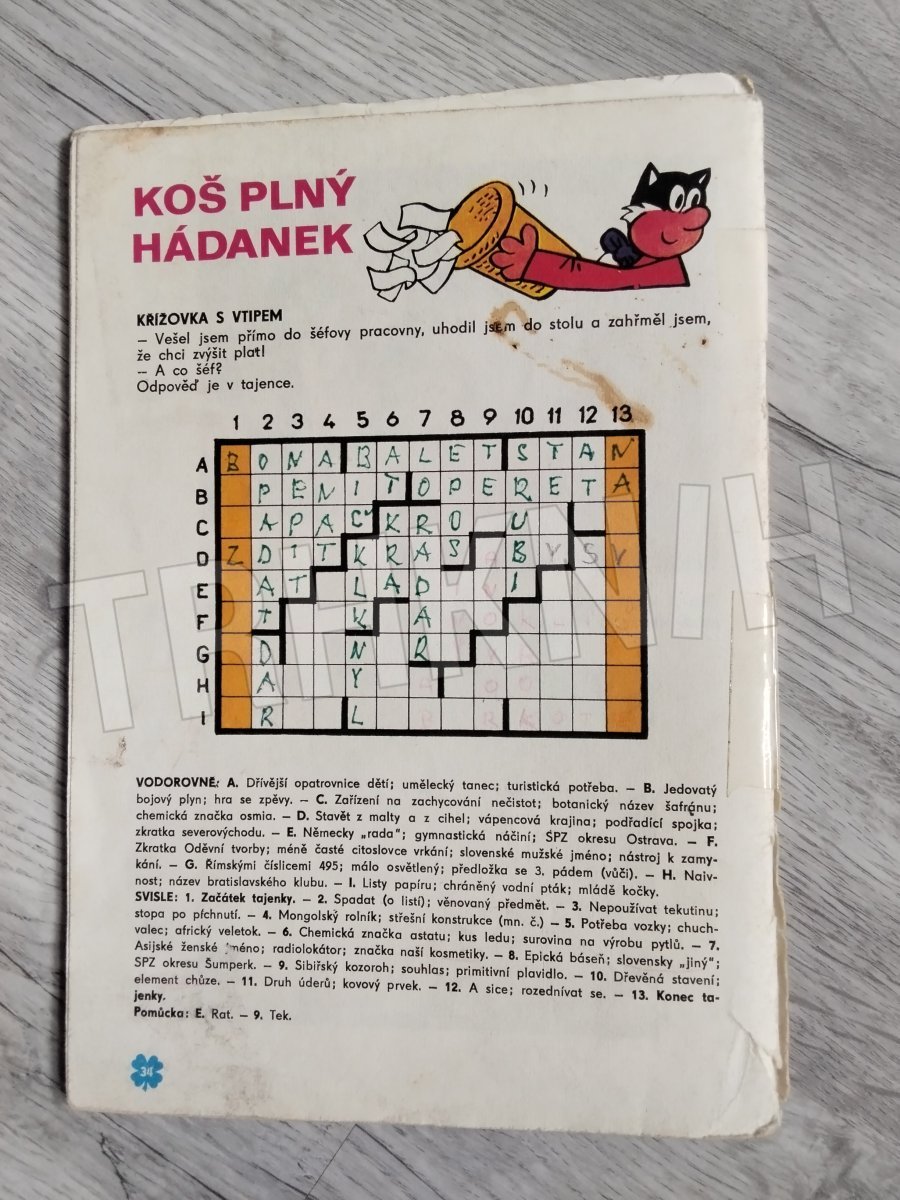 KOŠ PLNÝ
HÁDANEK
KŘÍŽOVKA S VTIPEM
— Vešel jsem přímo do šéfovy pracovny, uhodil jsem do stolu a zahřměl jsem,
že chci zvýšit plat!
— A co šéf?
Odpověď je v tajence.
1 2 3 4 5 6 7 8 9 10 11 12 13
A B O N A B A L E T S T A N
B P E N I T O P E R E T A
C A P A Č K R O U
D Z D I T K R A S B Y S V
E A T L A D I
F T K A
G D N R
H A Y
I R L
TRHKNIH
VODOROVNĚ: A. Dřívější opatrovnice dětí; umělecký tanec; turistická potřeba. — B. Jedovatý
bojový plyn; hra se zpěvy. — C. Zařízení na zachycování nečistot; botanický název šafránu;
chemická značka osmia. — D. Stavět z malty a z cihel; vápencová krajina; podřadící spojka;
zkratka severovýchodu. — E. Německy „rada“; gymnastická náčiní; SPZ okresu Ostrava. — F.
Zkratka Oděvní tvorby; méně časté citoslovce vrkání; slovenské mužské jméno; nástroj k zamy-
kání. — G. Římskými číslicemi 495; málo osvětlený; předložka se 3. pádem (vůči). — H. Naiv-
nost; název bratislavského klubu. — I. Listy papíru; chráněný vodní pták; mládě kočky.
SVISLE: 1. Začátek tajenky. — 2. Spadat (o listí); věnovaný předmět. — 3. Nepoužívat tekutinu;
stopa po píchnutí. — 4. Mongolský rolník; střešní konstrukce (mn. č.) — 5. Potřeba vozky; chuch-
valec; africký veletok. — 6. Chemická značka astatu; kus ledu; surovina na výrobu pytlů. — 7.
Asijské ženské jméno; radiolokátor; značka naší kosmetiky. — 8. Epická báseň; slovensky „jiný“;
SPZ okresu Šumperk. — 9. Sibiřský kozoroh; souhlas; primitivní plavidlo. — 10. Dřevěná stavení;
element chůze. — 11. Druh úderů; kovový prvek. — 12. A sice; rozednívat se. — 13. Konec ta-
jenky.
Pomůcka: E. Rat. — 9. Tek.
34